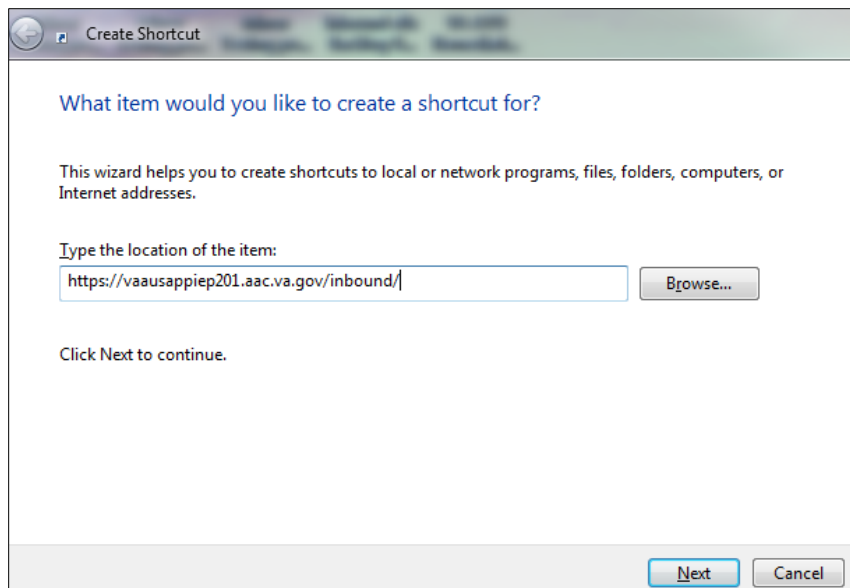 Create Shortcut
What item would you like to create a shortcut for?
This wizard helps you to create shortcuts to local or network programs, files, folders, computers, or
Internet addresses.
Type the location of the item:
https://vaausappiep201.aac.va.gov/inbound/
Browse...
Click Next to continue.
Next
Cancel